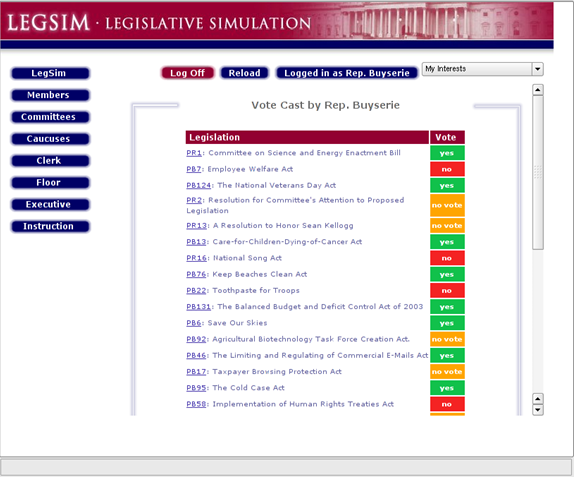 LEGSIM · LEGISLATIVE SIMULATION
Log Off Reload Logged in as Rep. Buyserie My Interests
LegSim
Members
Committees
Caucuses
Clerk
Floor
Executive
Instruction
Vote Cast by Rep. Buyserie
Legislation Vote
PR1: Committee on Science and Energy Enactment Bill yes
PB7: Employee Welfare Act no
PB124: The National Veterans Day Act yes
PR2: Resolution for Committee's Attention to Proposed
Legislation no vote
PR13: A Resolution to Honor Sean Kellogg no vote
PB13: Care-for-Children-Dying-of-Cancer Act yes
PR16: National Song Act no
PB76: Keep Beaches Clean Act yes
PB22: Toothpaste for Troops no
PB131: The Balanced Budget and Deficit Control Act of 2003 yes
PB6: Save Our Skies yes
PB92: Agricultural Biotechnology Task Force Creation Act. no vote
PB46: The Limiting and Regulating of Commercial E-Mails Act yes
PB17: Taxpayer Browsing Protection Act no vote
PB95: The Cold Case Act yes
PB58: Implementation of Human Rights Treaties Act no